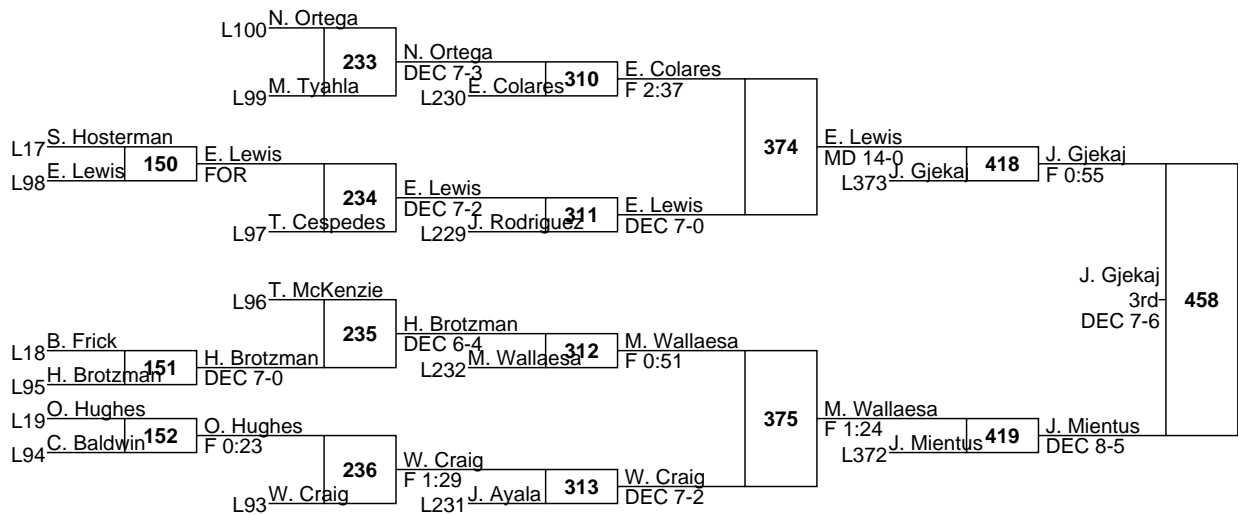 N. Ortega
L100
233
N. Ortega
DEC 7-3
M. Tyahla
L99
E. Colares
L230
310
E. Colares
F 2:37
S. Hosterman
L17
150
E. Lewis
L98
E. Lewis
FOR
234
T. Cespedes
L97
E. Lewis
DEC 7-2
J. Rodriguez
L229
311
E. Lewis
DEC 7-0
374
E. Lewis
MD 14-0
J. Gjekaj
L373
418
J. Gjekaj
F 0:55
T. McKenzie
L96
235
B. Frick
L18
151
H. Brotzman
L95
H. Brotzman
DEC 7-0
H. Brotzman
DEC 6-4
M. Wallaesa
L232
312
M. Wallaesa
F 0:51
O. Hughes
L19
152
C. Baldwin
L94
O. Hughes
F 0:23
236
W. Craig
L93
W. Craig
F 1:29
J. Ayala
L231
313
W. Craig
DEC 7-2
375
M. Wallaesa
F 1:24
J. Mientus
L372
419
J. Mientus
DEC 8-5
J. Gjekaj
3rd
DEC 7-6
458